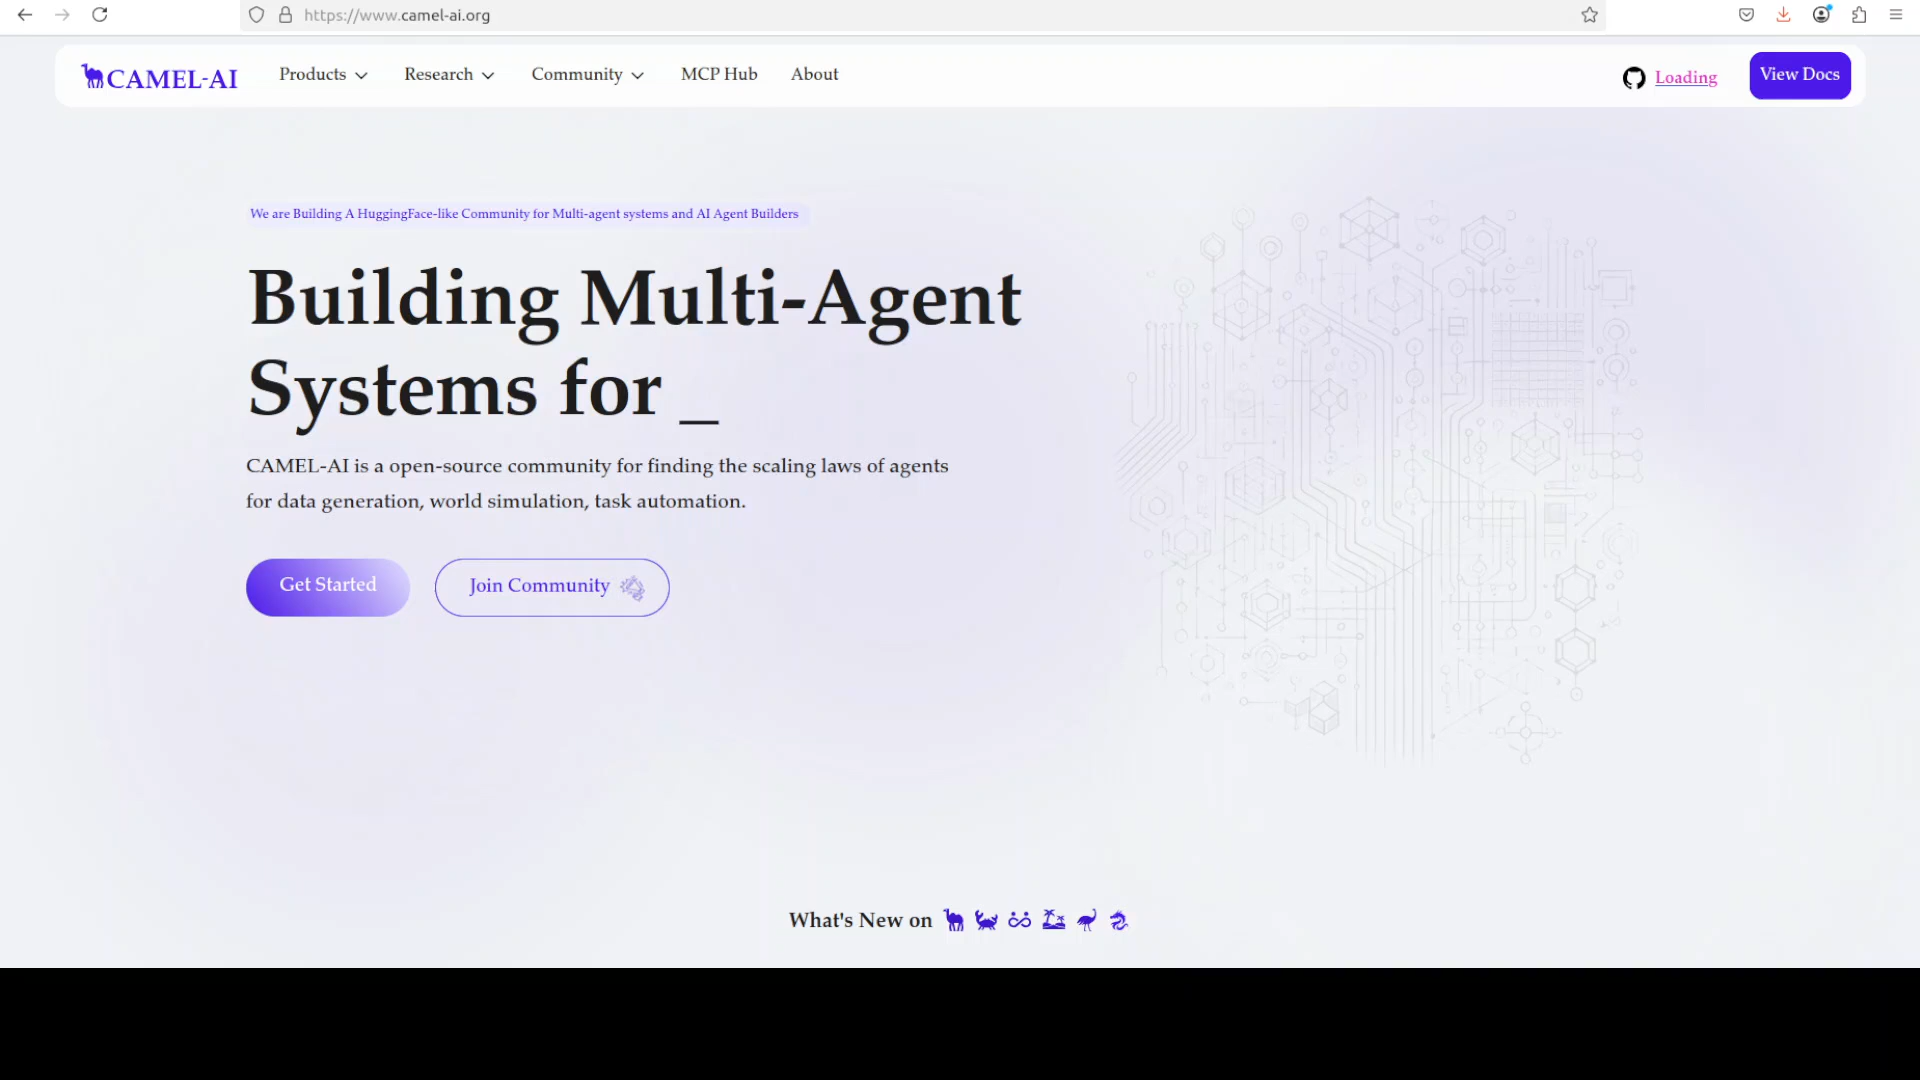 https://www.camel-ai.org
CAMEL-AI
Products
Research
Community
MCP Hub
About
Loading
View Docs
We are Building A HuggingFace-like Community for Multi-agent systems and AI Agent Builders
Building Multi-Agent
Systems for _
CAMEL-AI is a open-source community for finding the scaling laws of agents
for data generation, world simulation, task automation.
Get Started
Join Community
What's New on